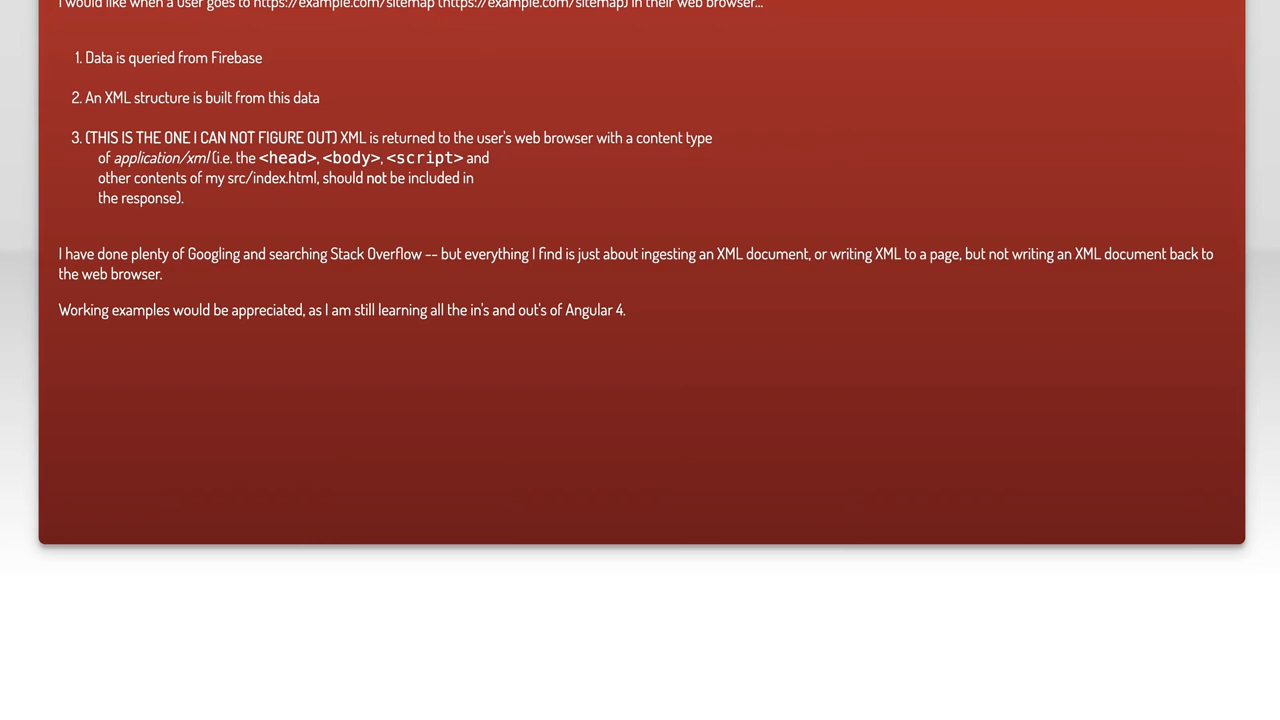 I would like when a user goes to https://example.com/sitemap (https://example.com/sitemap) in their web browser...
1. Data is queried from Firebase
2. An XML structure is built from this data
3. (THIS IS THE ONE I CAN NOT FIGURE OUT) XML is returned to the user's web browser with a content type
of application/xml (i.e. the <head>, <body>, <script> and
other contents of my src/index.html, should not be included in
the response).
I have done plenty of Googling and searching Stack Overflow -- but everything I find is just about ingesting an XML document, or writing XML to a page, but not writing an XML document back to
the web browser.
Working examples would be appreciated, as I am still learning all the in's and out's of Angular 4.